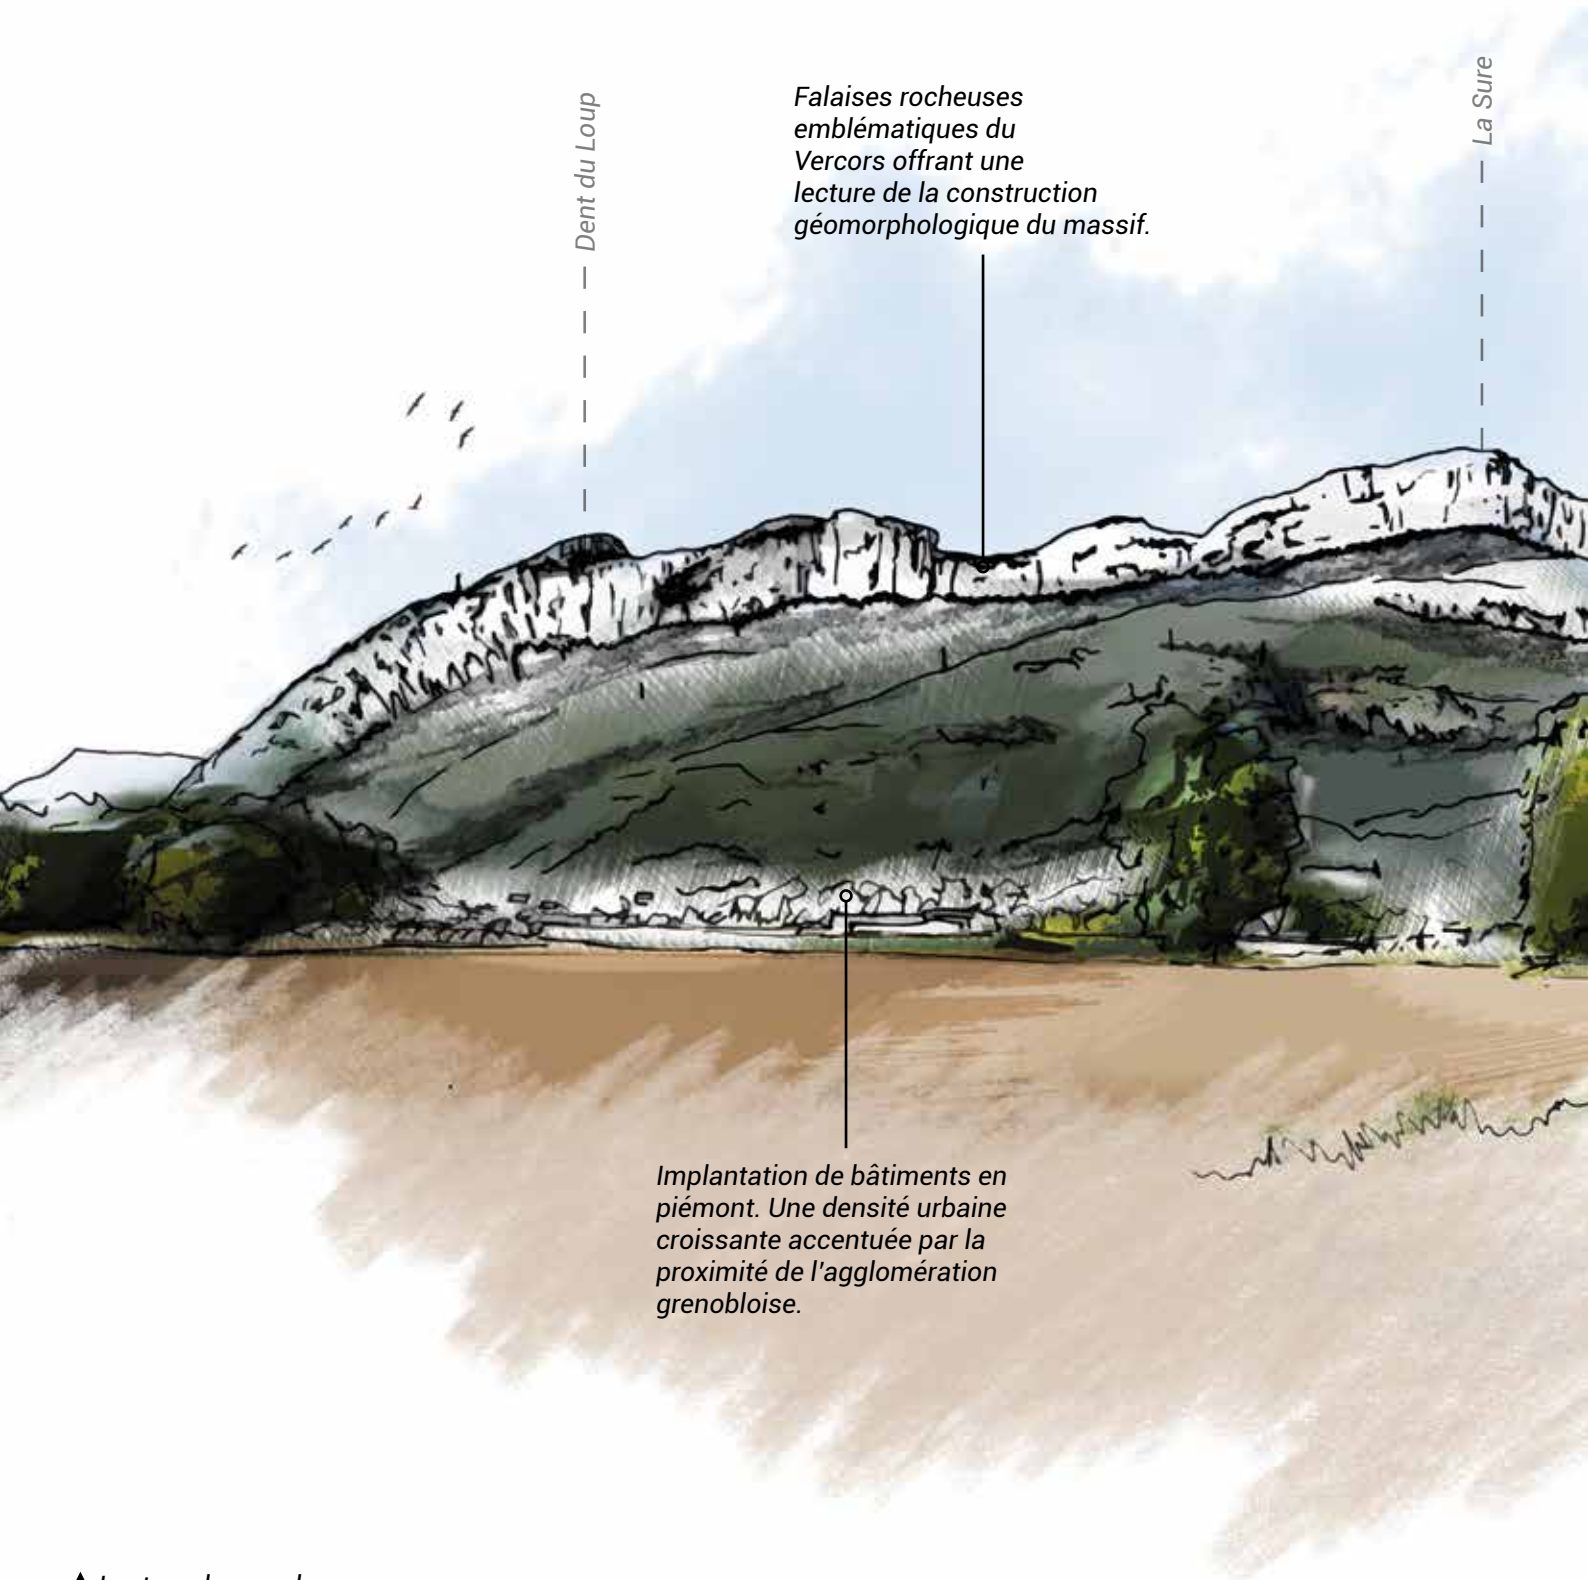 Dent du Loup
Falaises rocheuses
emblématiques du
Vercors offrant une
lecture de la construction
géomorphologique du massif.
La Sure
Implantation de bâtiments en
piémont. Une densité urbaine
croissante accentuée par la
proximité de l'agglomération
grenobloise.